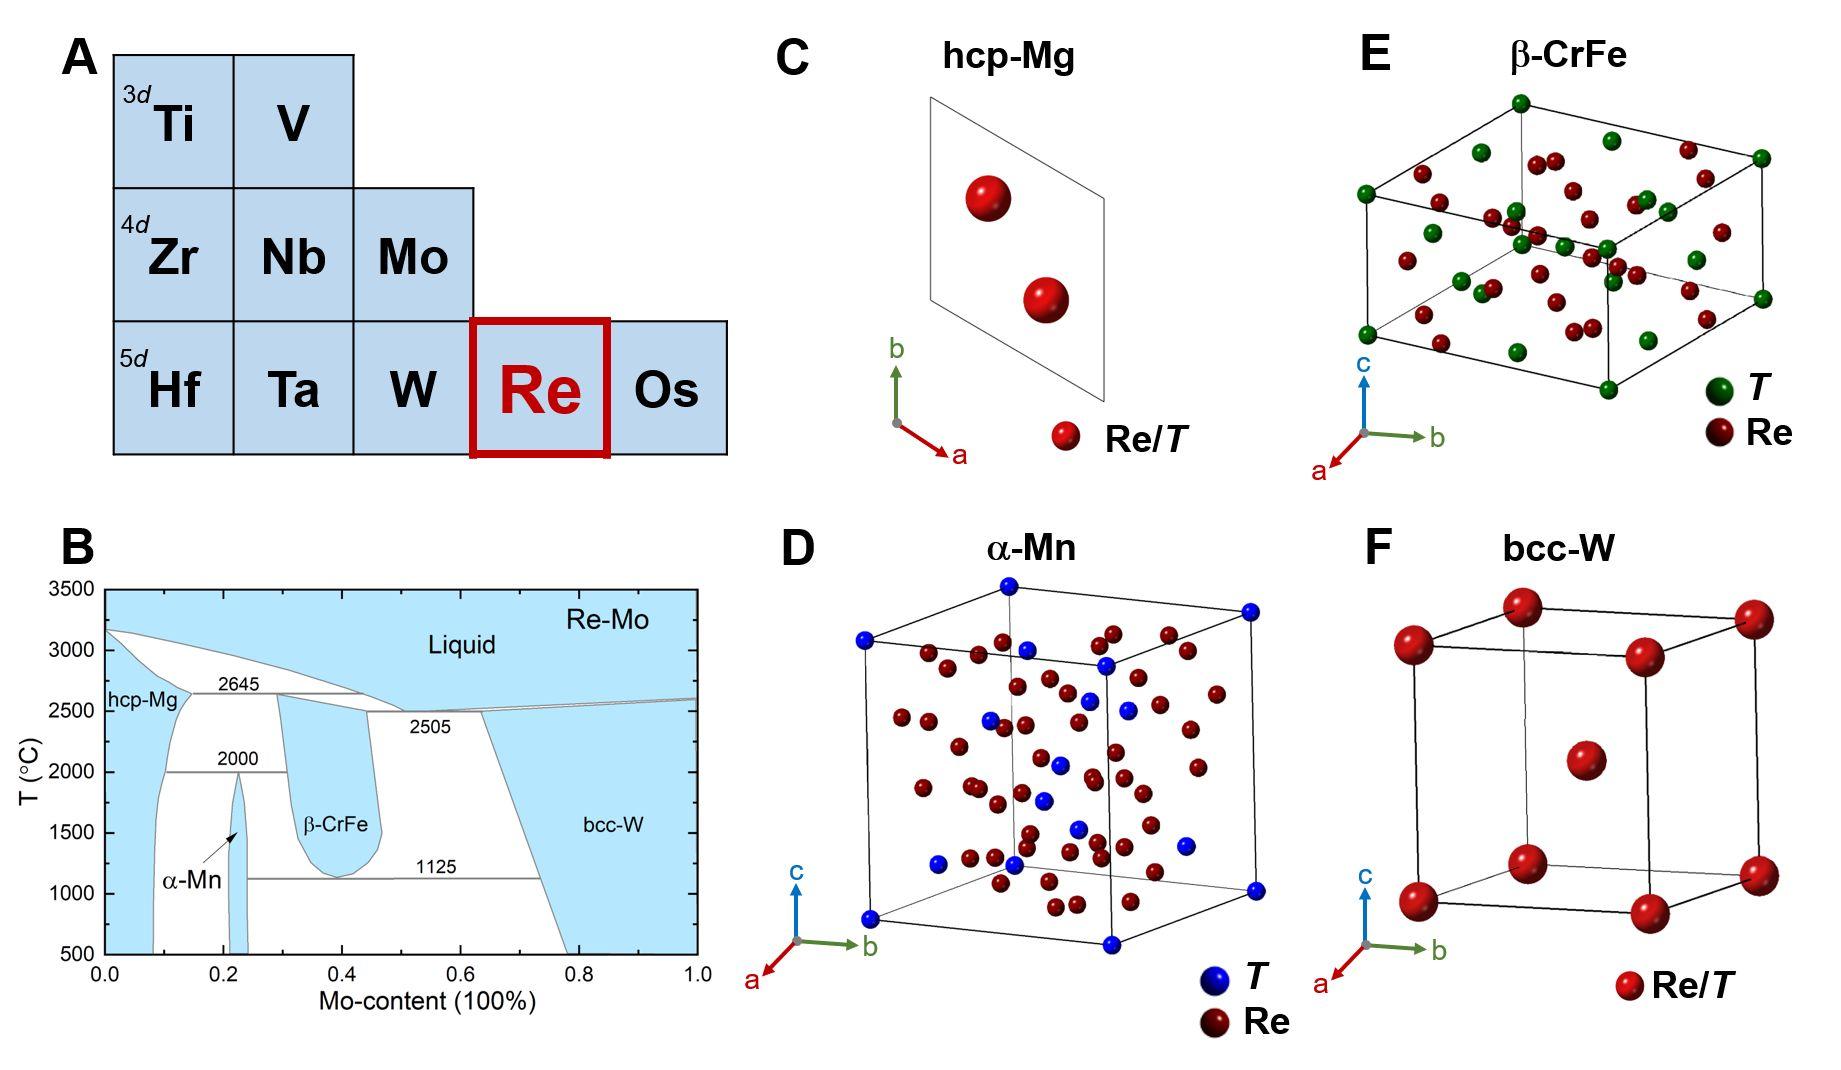 A
3d
Ti
V
4d
Zr
Nb
Mo
5d
Hf
Ta
W
Re
Os
B
3500
3000
2500
2000
1500
1000
500
T (°C)
Re-Mo
Liquid
hcp-Mg
2645
2505
2000
β-CrFe
bcc-W
α-Mn
1125
0.0 0.2 0.4 0.6 0.8 1.0
Mo-content (100%)
C
hcp-Mg
b
a
Re/T
D
α-Mn
c
b
a
T
Re
E
β-CrFe
c
b
a
T
Re
F
bcc-W
c
b
a
Re/T